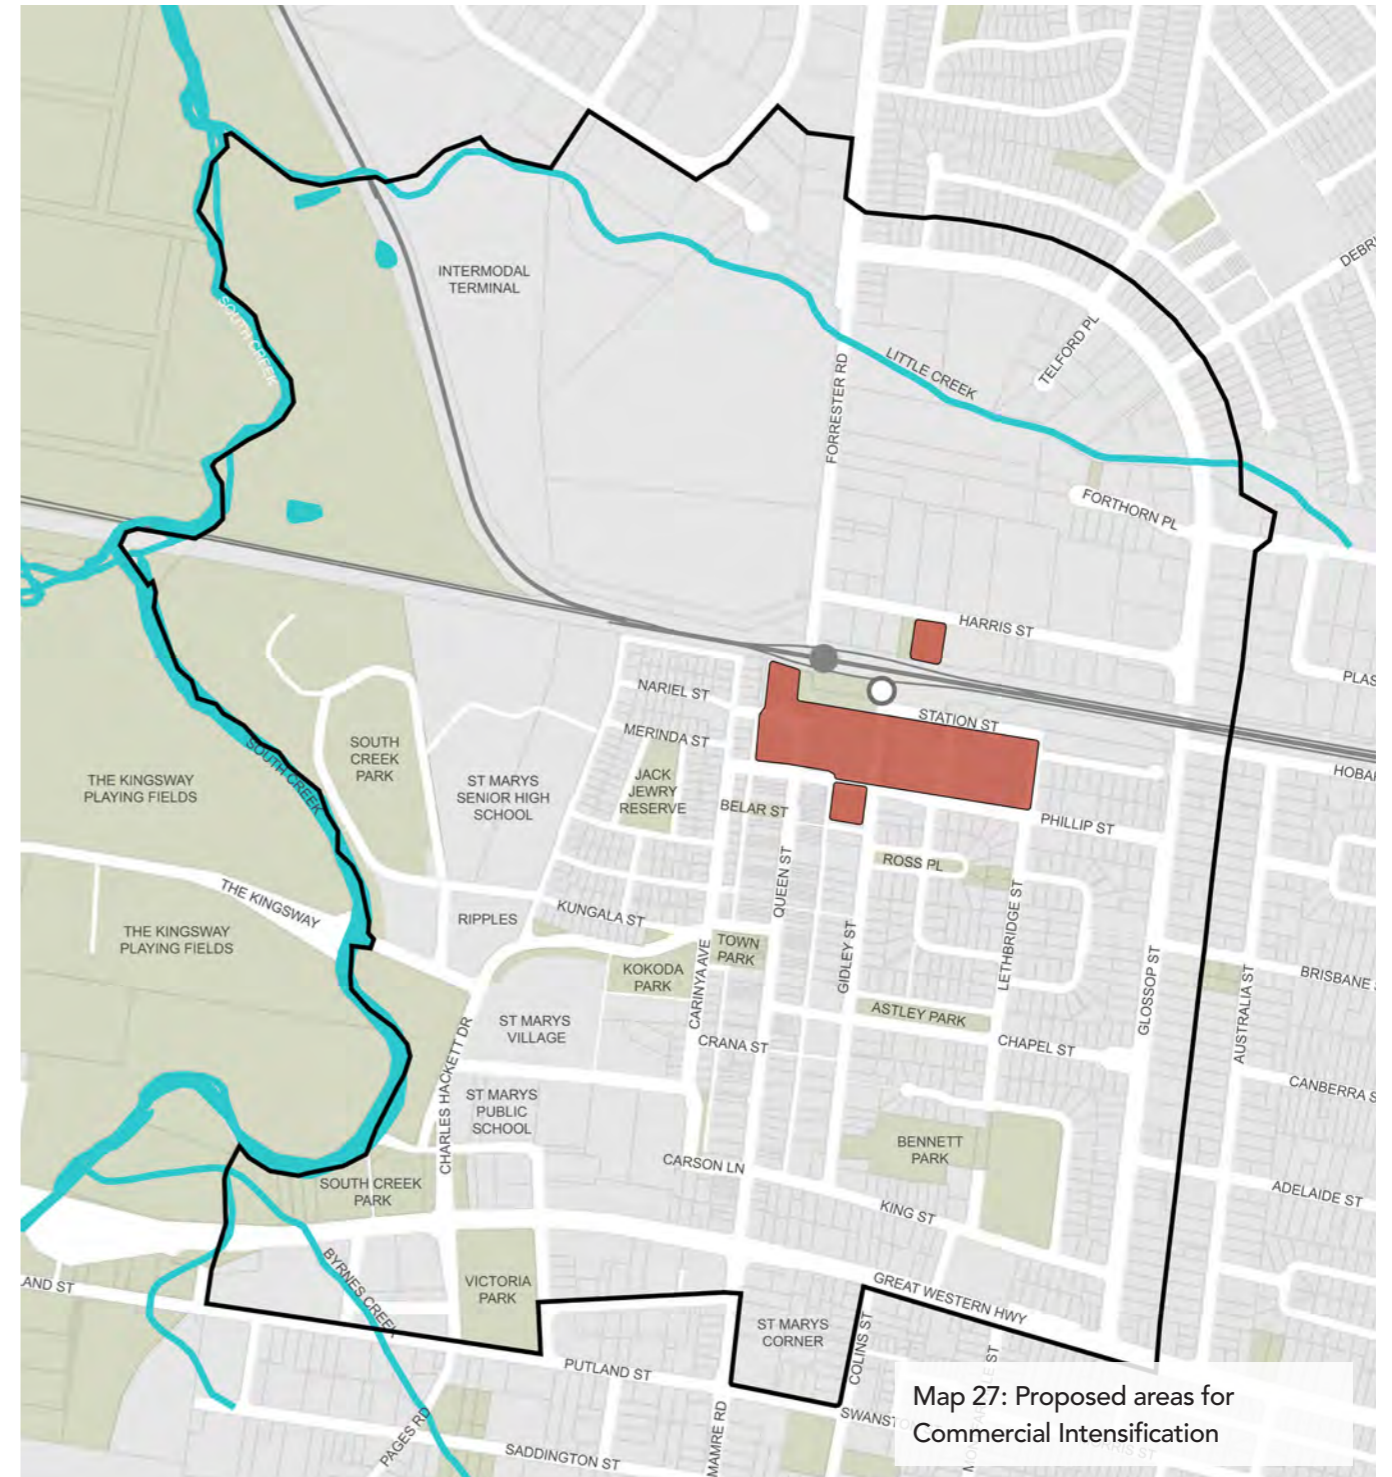 INTERMODAL
TERMINAL
SOUTH CREEK
FORRESTER RD
LITTLE CREEK
TELFORD PL
FORTHORN PL
HARRIS ST
STATION ST
NARIEL ST
MERINDA ST
JACK
JEWRY
RESERVE
BELAR ST
PHILLIP ST
SOUTH
CREEK
PARK
ST MARYS
SENIOR HIGH
SCHOOL
THE KINGSWAY
PLAYING FIELDS
SOUTH CREEK
THE KINGSWAY
THE KINGSWAY
PLAYING FIELDS
RIPPLES
KUNGALA ST
QUEEN ST
ROSS PL
LETHBRIDGE ST
GIDLEY ST
TOWN
PARK
KOKODA
PARK
CARINYA AVE
GLOSSOP ST
AUSTRALIA ST
ASTLEY PARK
CHAPEL ST
CRANA ST
ST MARYS
VILLAGE
CHARLES HACKETT DR
ST MARYS
PUBLIC
SCHOOL
BENNETT
PARK
CARSON LN
KING ST
ADELAIDE ST
SOUTH CREEK
PARK
BYRNES CREEK
VICTORIA
PARK
GREAT WESTERN HWY
ST MARYS
CORNER
COLINS ST
AND ST
PUTLAND ST
PAGES RD
SADDINGTON ST
MAMRE RD
DEBR
PLAS
HOBA
BRISBANE
CANBERRA S
SWANST
Map 27: Proposed areas for
Commercial Intensification